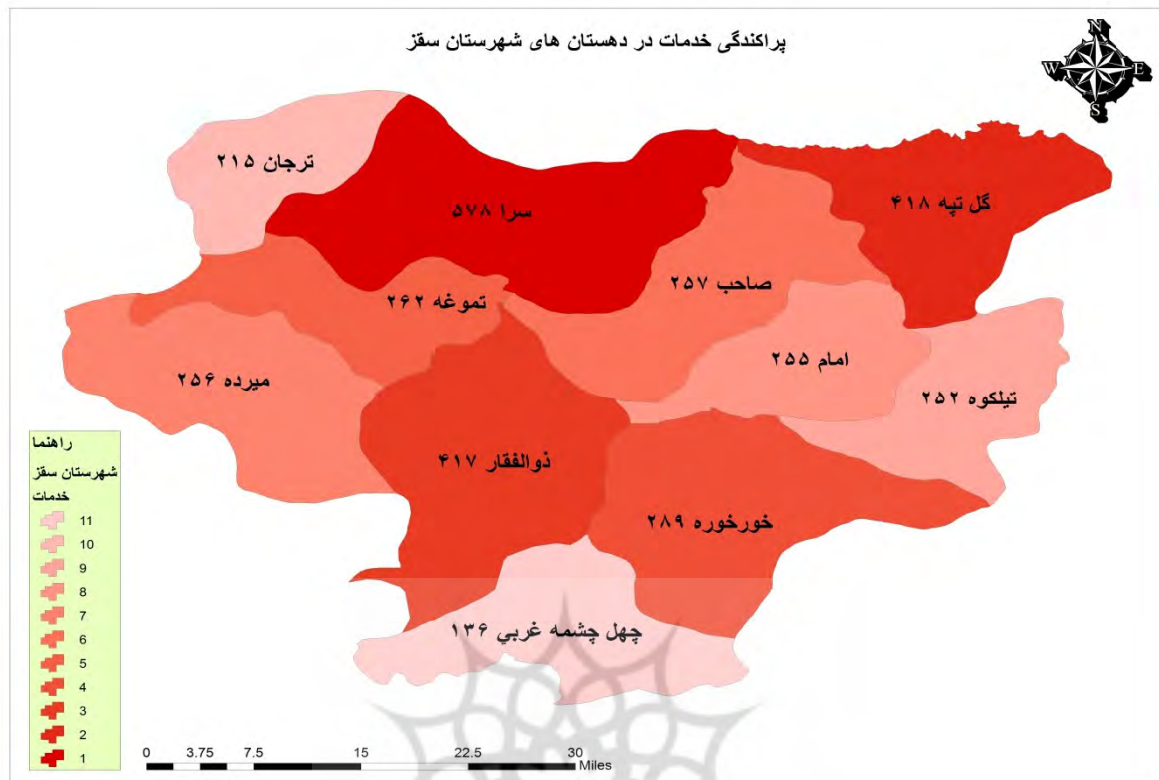 پراکندگی خدمات در دهستان های شهرستان سقز
N
W E
S
ترجان ۲۱۵
سرا ۵۷۸
گل تپه ۴۱۸
صاحب ۲۵۷
تموغه ۲۶۲
امام ۲۵۵
میرده ۲۵۶
تیلکوه ۲۵۲
ذوالفقار ۴۱۷
خورخوره ۲۸۹
چهل چشمه غربي ۱۳۶
راهنما
شهرستان سقز
خدمات
11
10
9
8
7
6
5
4
3
2
1
0 3.75 7.5 15 22.5 30
Miles